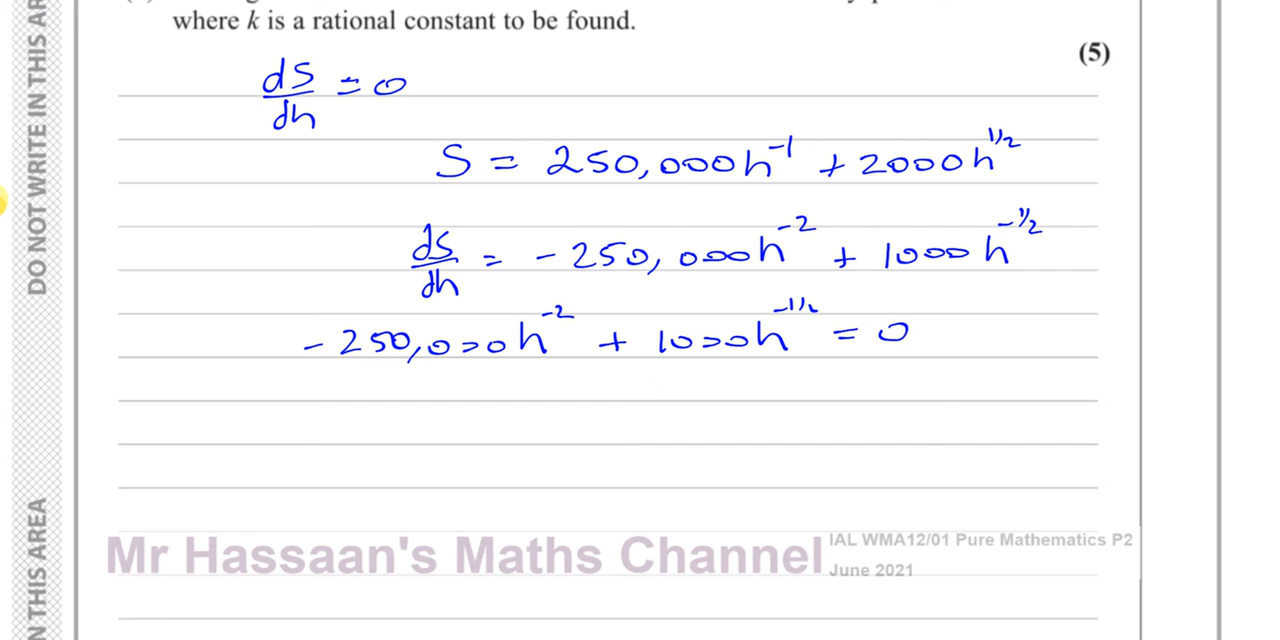 where k is a rational constant to be found.
(5)
dS/dh = 0
S = 250,000h⁻¹ + 2000h^1/2
ds/dh = - 250,000h⁻² + 1000h^-1/2
- 250,000h⁻² + 1000h^-1/2 = 0
Mr Hassaan's Maths Channel
IAL WMA12/01 Pure Mathematics P2
June 2021
DO NOT WRITE IN THIS AR
N THIS AREA